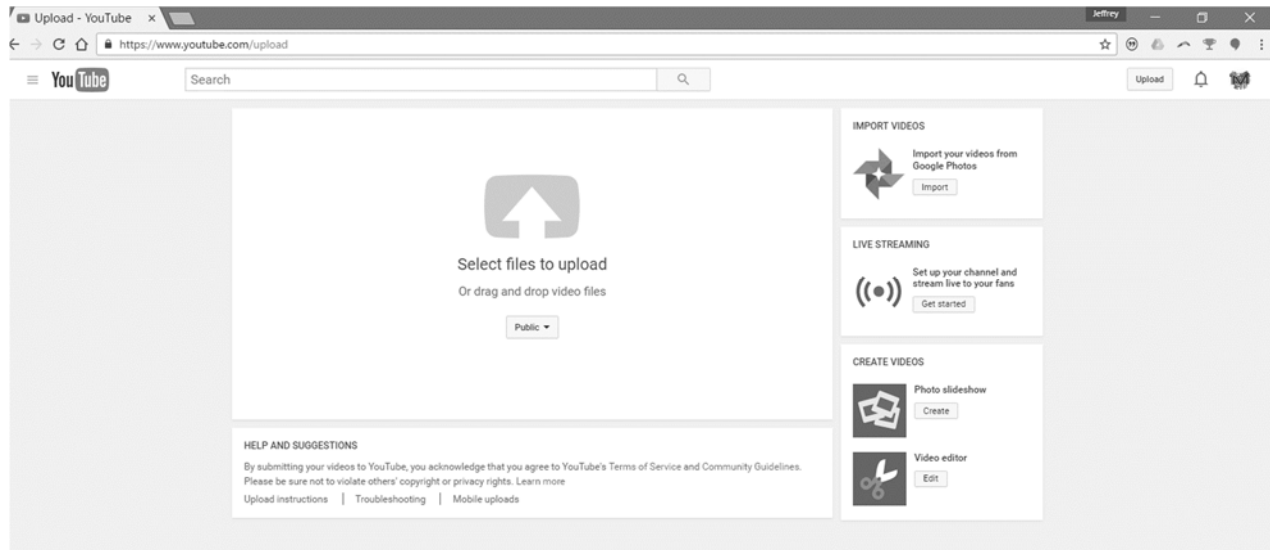 Upload - YouTube
Jeffrey
https://www.youtube.com/upload
YouTube
Search
Upload
Select files to upload
Or drag and drop video files
Public
HELP AND SUGGESTIONS
By submitting your videos to YouTube, you acknowledge that you agree to YouTube's Terms of Service and Community Guidelines.
Please be sure not to violate others' copyright or privacy rights. Learn more
Upload instructions | Troubleshooting | Mobile uploads
IMPORT VIDEOS
Import your videos from
Google Photos
Import
LIVE STREAMING
Set up your channel and
stream live to your fans
Get started
CREATE VIDEOS
Photo slideshow
Create
Video editor
Edit